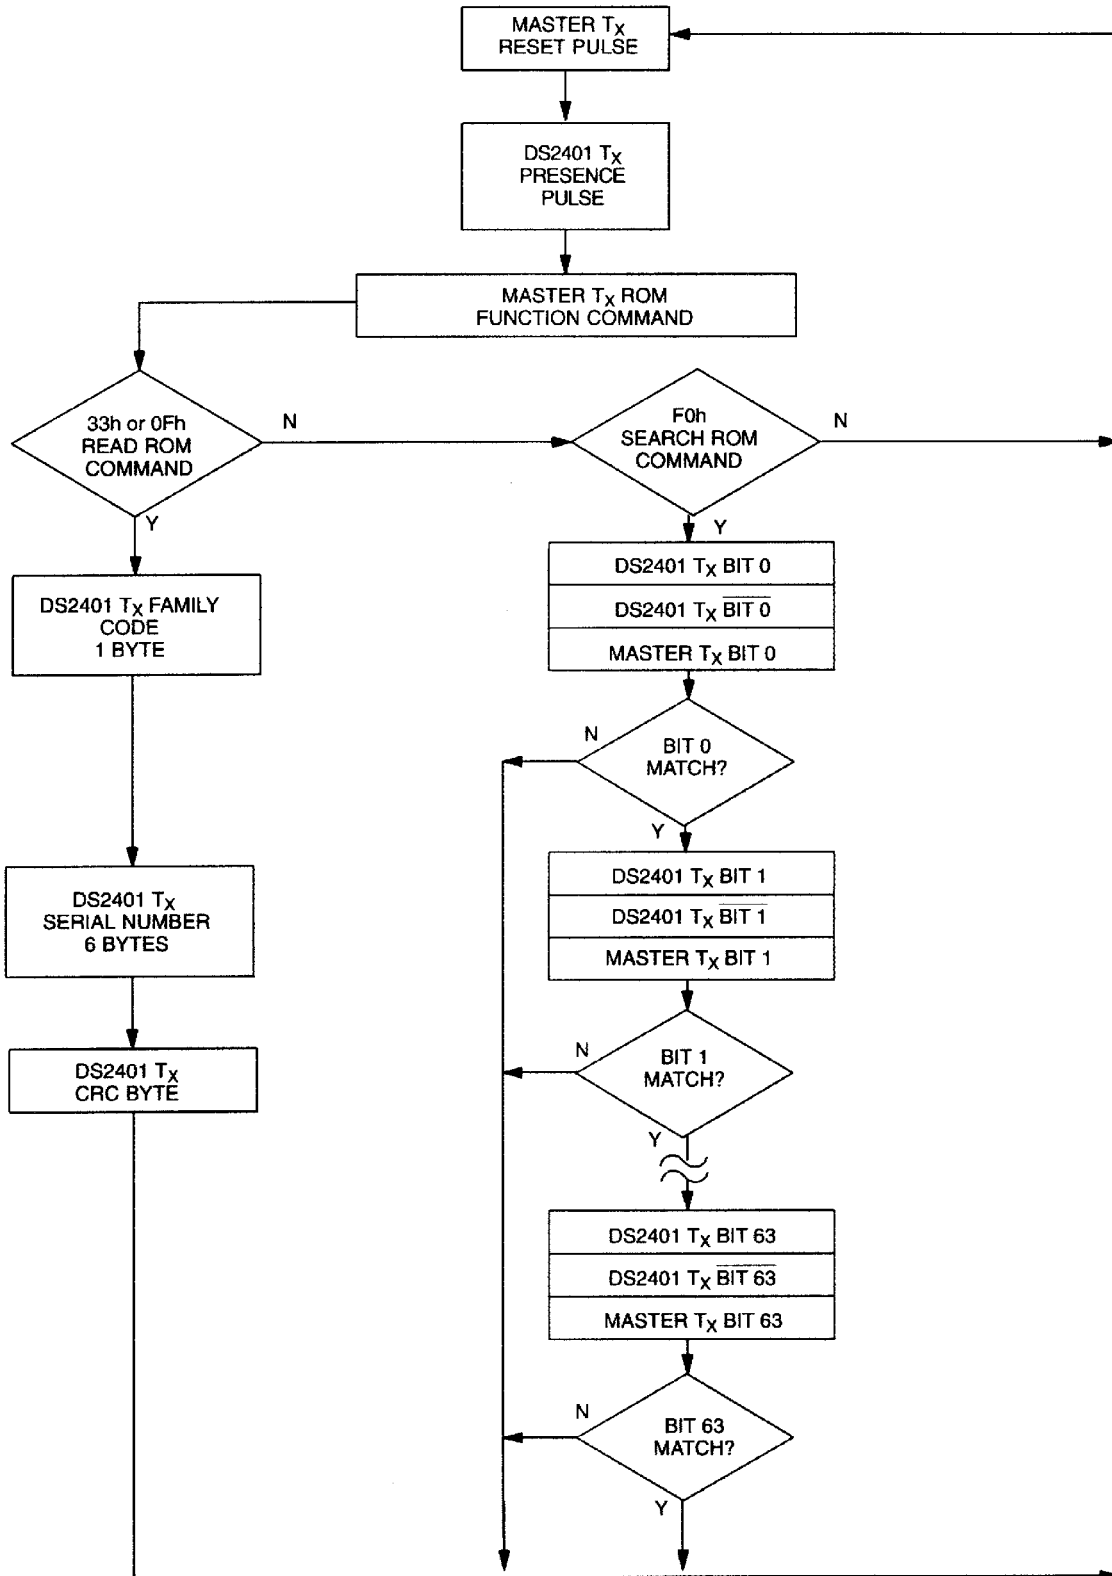 MASTER TX
RESET PULSE
DS2401 TX
PRESENCE
PULSE
MASTER TX ROM
FUNCTION COMMAND
33h or 0Fh
READ ROM
COMMAND
N
Y
F0h
SEARCH ROM
COMMAND
N
Y
DS2401 TX FAMILY
CODE
1 BYTE
DS2401 TX
SERIAL NUMBER
6 BYTES
DS2401 TX
CRC BYTE
DS2401 TX BIT 0
DS2401 TX BIT 0
MASTER TX BIT 0
N
BIT 0
MATCH?
Y
DS2401 TX BIT 1
DS2401 TX BIT 1
MASTER TX BIT 1
N
BIT 1
MATCH?
Y
DS2401 TX BIT 63
DS2401 TX BIT 63
MASTER TX BIT 63
N
BIT 63
MATCH?
Y